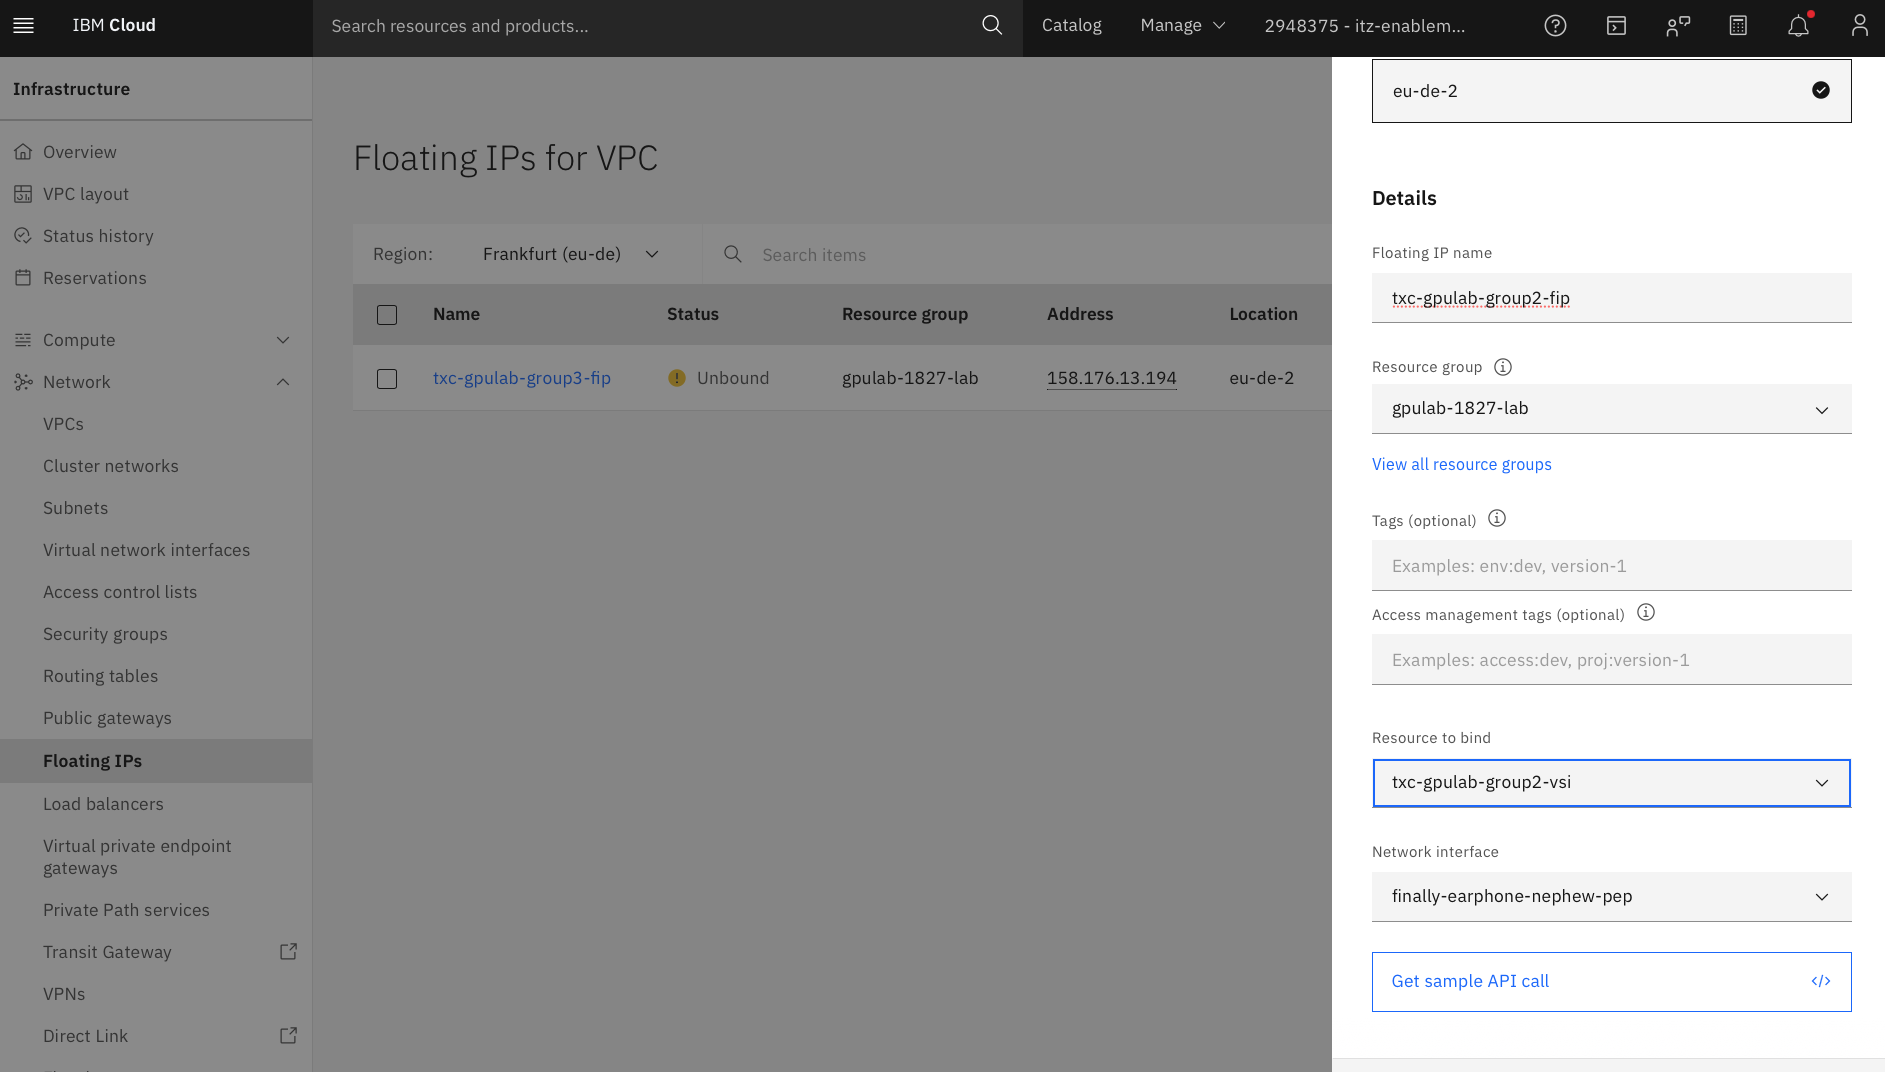 IBM Cloud
Search resources and products...
Catalog
Manage
2948375 - itz-enablem...
Infrastructure
Overview
VPC layout
Status history
Reservations
Compute
Network
VPCs
Cluster networks
Subnets
Virtual network interfaces
Access control lists
Security groups
Routing tables
Public gateways
Floating IPs
Load balancers
Virtual private endpoint
gateways
Private Path services
Transit Gateway
VPNs
Direct Link
Floating IPs for VPC
Region: Frankfurt (eu-de)
Search items
Name Status Resource group Address Location
txc-gpulab-group3-fip Unbound gpulab-1827-lab 158.176.13.194 eu-de-2
eu-de-2
Details
Floating IP name
txc-gpulab-group2-fip
Resource group
gpulab-1827-lab
View all resource groups
Tags (optional)
Examples: env:dev, version-1
Access management tags (optional)
Examples: access:dev, proj:version-1
Resource to bind
txc-gpulab-group2-vsi
Network interface
finally-earphone-nephew-pep
Get sample API call </>